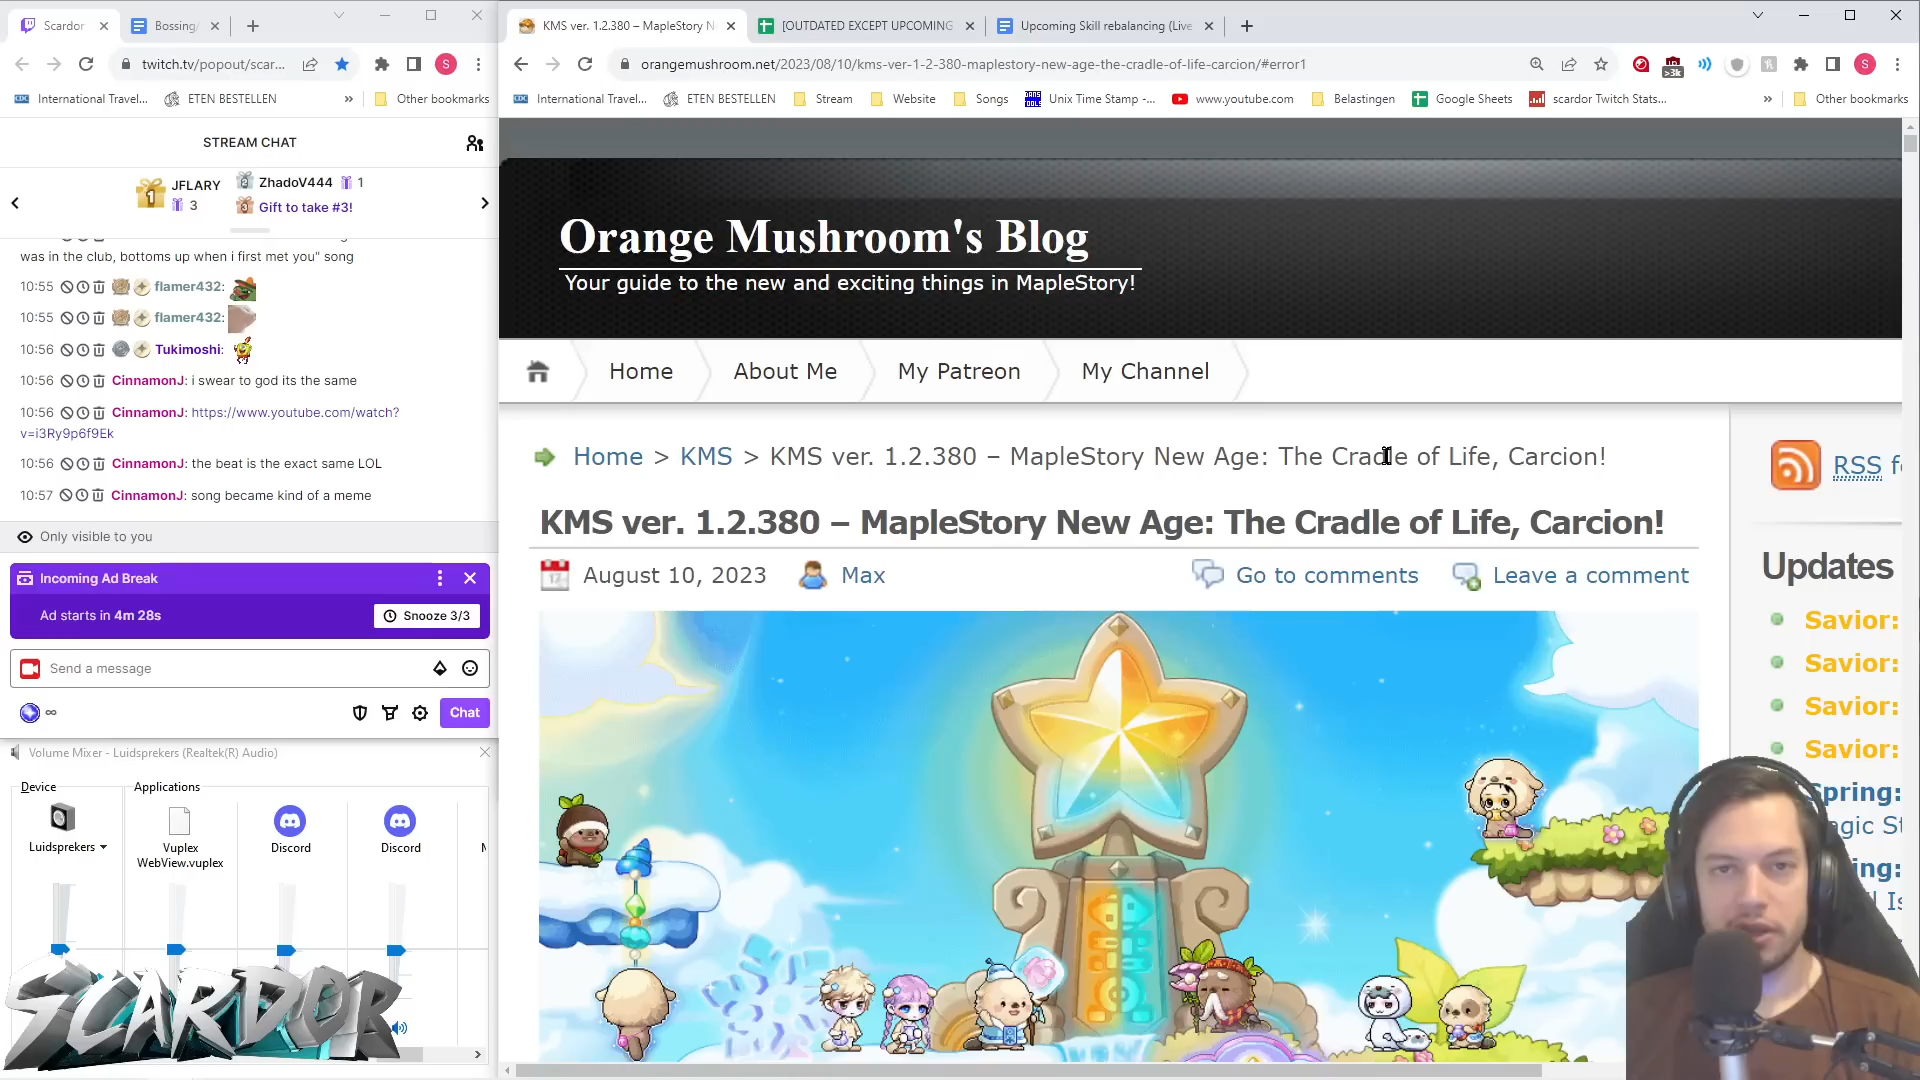 Scardor
Bossing/
twitch.tv/popout/scar...
S
International Travel...
ETEN BESTELLEN
»
Other bookmarks
STREAM CHAT
1
JFLARY
3
2
ZhadoV444
1
3
Gift to take #3!
was in the club, bottoms up when i first met you" song
10:55 flamer432:
10:55 flamer432:
10:56 Tukimoshi:
10:56 CinnamonJ: i swear to god its the same
10:56 CinnamonJ: https://www.youtube.com/watch?
v=i3Ry9p6f9Ek
10:56 CinnamonJ: the beat is the exact same LOL
10:57 CinnamonJ: song became kind of a meme
Only visible to you
Incoming Ad Break
Ad starts in 4m 28s
Snooze 3/3
Send a message
∞
Chat
Volume Mixer - Luidsprekers (Realtek(R) Audio)
Device
Applications
Luidsprekers
Vuplex
WebView.vuplex
Discord
Discord
SCARDOR
KMS ver. 1.2.380 – MapleStory N
[OUTDATED EXCEPT UPCOMING
Upcoming Skill rebalancing (Live
orangemushroom.net/2023/08/10/kms-ver-1-2-380-maplestory-new-age-the-cradle-of-life-carcion/#error1
>3k
S
International Travel...
ETEN BESTELLEN
Stream
Website
Songs
Unix Time Stamp -...
www.youtube.com
Belastingen
Google Sheets
scardor Twitch Stats...
»
Other bookmarks
Orange Mushroom's Blog
Your guide to the new and exciting things in MapleStory!
Home
About Me
My Patreon
My Channel
Home > KMS > KMS ver. 1.2.380 – MapleStory New Age: The Cradle of Life, Carcion!
KMS ver. 1.2.380 – MapleStory New Age: The Cradle of Life, Carcion!
August 10, 2023
Max
Go to comments
Leave a comment
RSS f
Updates
Savior:
Savior:
Savior:
Savior:
Spring: